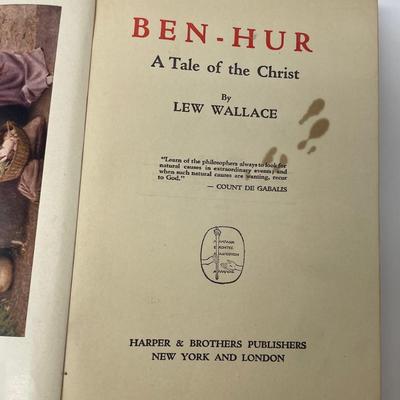 BEN-HUR
A Tale of the Christ
By
LEW WALLACE
"Learn of the philosophers always to look for
natural causes in extraordinary events; and
when such natural causes are wanting, recur
to God."
— COUNT DE GABALIS
HARPER & BROTHERS PUBLISHERS
NEW YORK AND LONDON